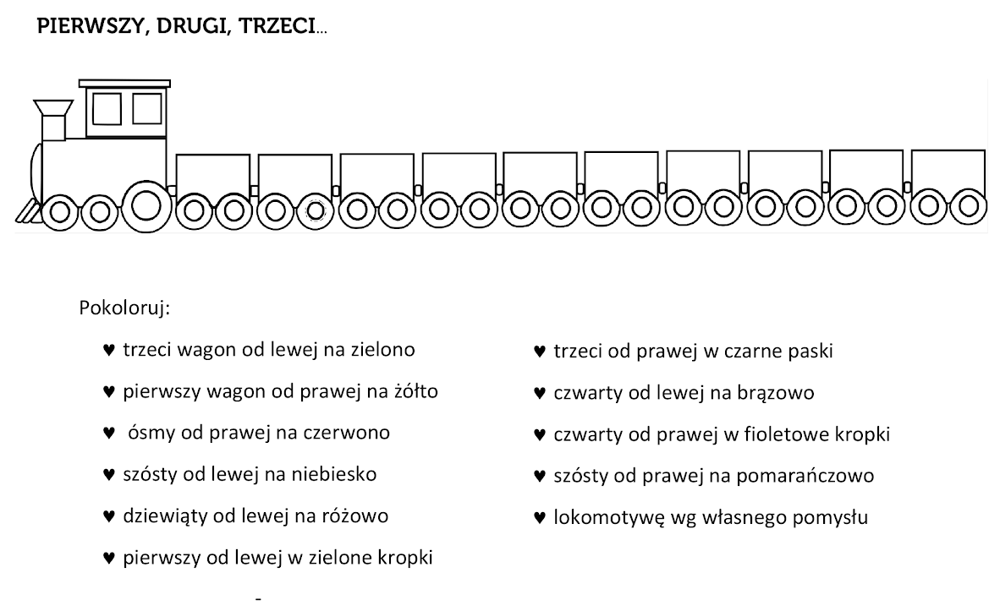 PIERWSZY, DRUGI, TRZECI...
Pokoloruj:
♥ trzeci wagon od lewej na zielono
♥ pierwszy wagon od prawej na żółto
♥ ósmy od prawej na czerwono
♥ szósty od lewej na niebiesko
♥ dziewiąty od lewej na różowo
♥ pierwszy od lewej w zielone kropki
♥ trzeci od prawej w czarne paski
♥ czwarty od lewej na brązowo
♥ czwarty od prawej w fioletowe kropki
♥ szósty od prawej na pomarańczowo
♥ lokomotywę wg własnego pomysłu
-